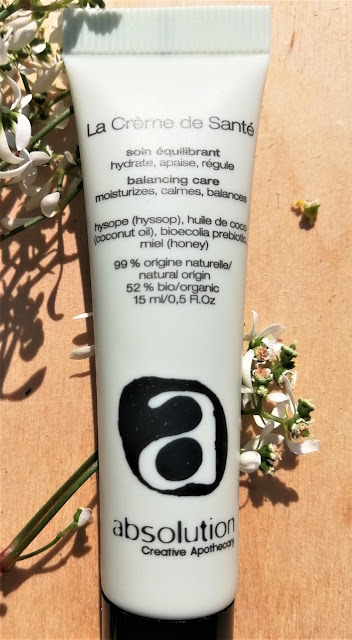 La Crème de Santé
soin équilibrant
hydrate, apaise, régule
balancing care
moisturizes, calmes, balances
hysope (hyssop), huile de coco
(coconut oil), bioecolia prebiotic
miel (honey)
99 % origine naturelle/
natural origin
52 % bio/organic
15 ml/0,5 Fl.Oz
a
absolution
Creative Apothecary